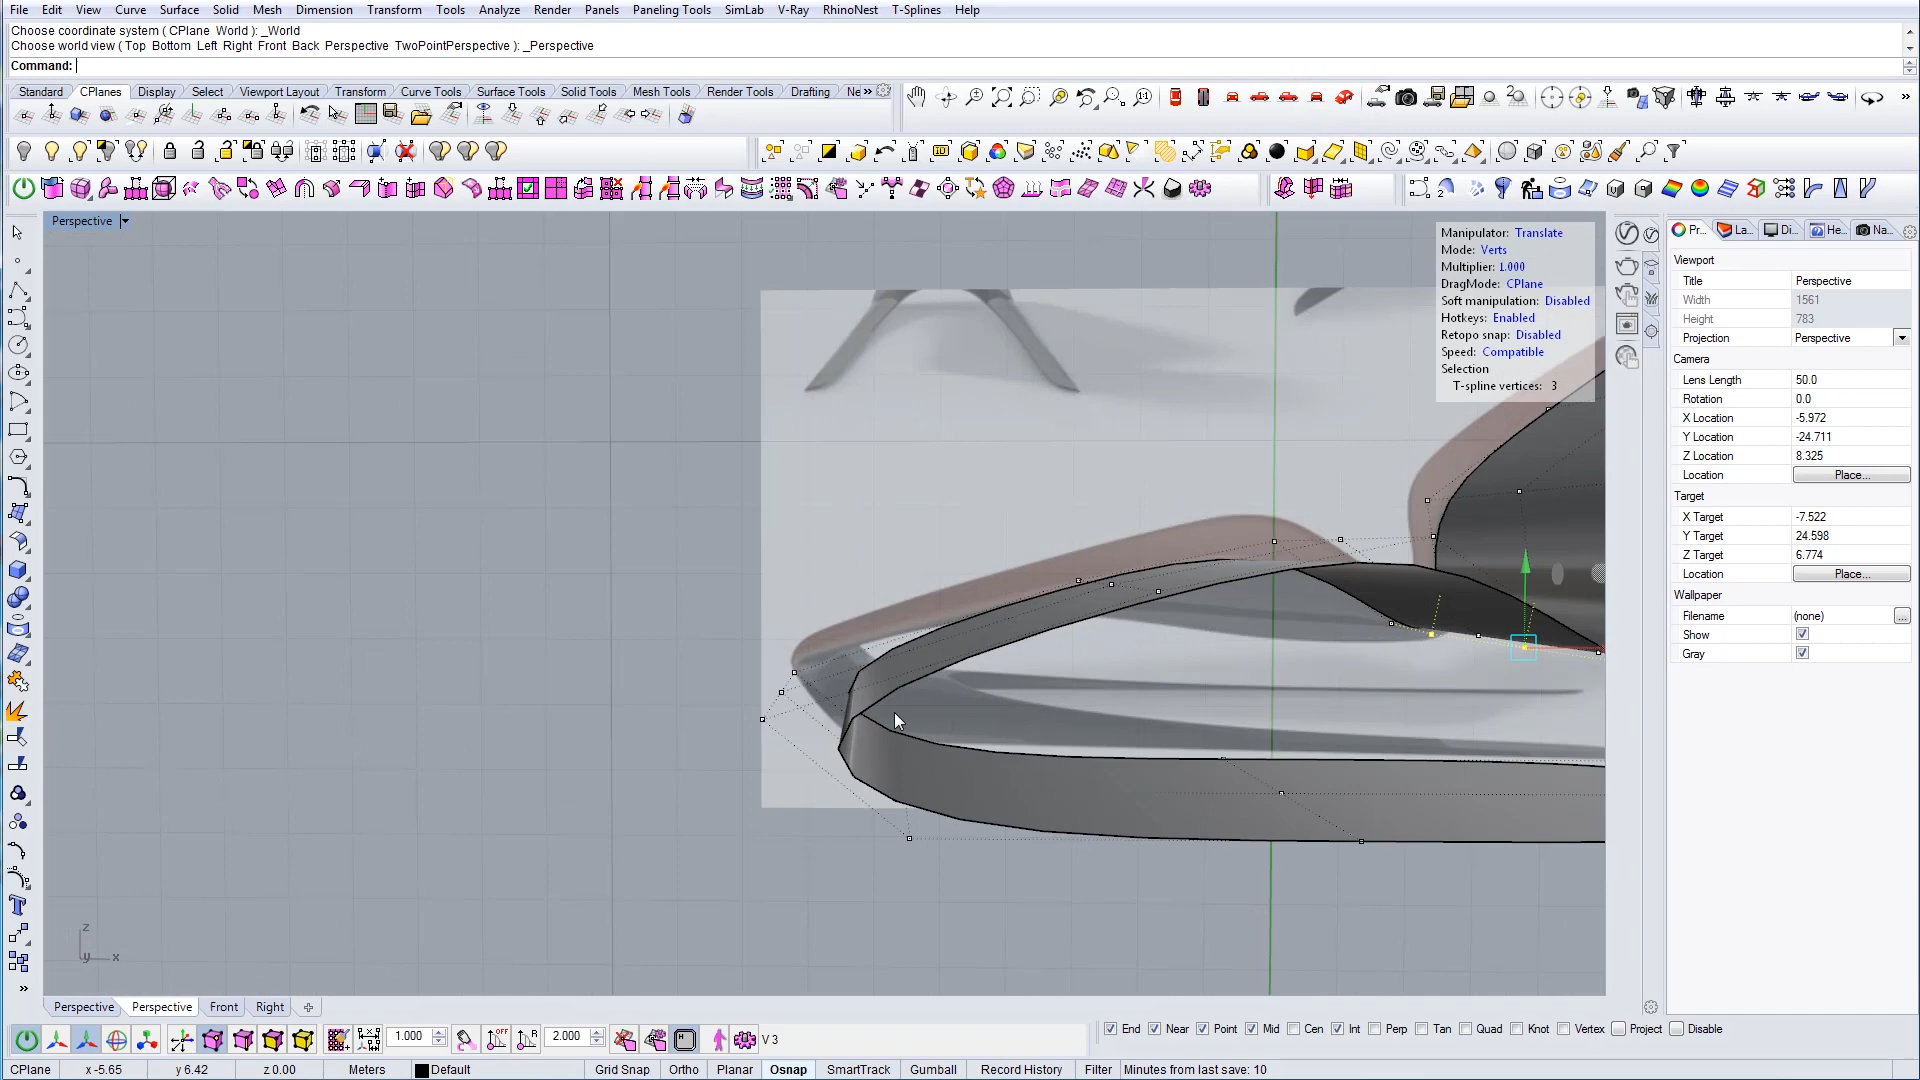 File Edit View Curve Surface Solid Mesh Dimension Transform Tools Analyze Render Panels Paneling Tools SimLab V-Ray RhinoNest T-Splines Help
Choose coordinate system ( CPlane World ): _World
Choose world view ( Top Bottom Left Right Front Back Perspective TwoPointPerspective ): _Perspective
Command:
Standard CPlanes Display Select Viewport Layout Transform Curve Tools Surface Tools Solid Tools Mesh Tools Render Tools Drafting Ne »
Perspective
Manipulator: Translate
Mode: Verts
Multiplier: 1.000
DragMode: CPlane
Soft manipulation: Disabled
Hotkeys: Enabled
Retopo snap: Disabled
Speed: Compatible
Selection
T-spline vertices: 3
Pr... La... Di... He... Na...
Viewport
Title Perspective
Width 1561
Height 783
Projection Perspective
Camera
Lens Length 50.0
Rotation 0.0
X Location -5.972
Y Location -24.711
Z Location 8.325
Location Place...
Target
X Target -7.522
Y Target 24.598
Z Target 6.774
Location Place...
Wallpaper
Filename (none) ...
Show
Gray
z
y x
Perspective Perspective Front Right
1.000 OFF R 2.000 H V 3
End Near Point Mid Cen Int Perp Tan Quad Knot Vertex Project Disable
CPlane x -5.65 y 6.42 z 0.00 Meters Default Grid Snap Ortho Planar Osnap SmartTrack Gumball Record History Filter Minutes from last save: 10